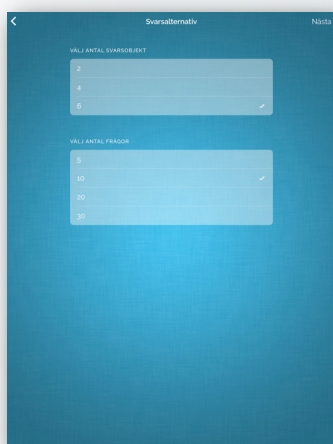 Svarsalternativ
Nästa
VÄLJ ANTAL SVARSOBJEKT
2
4
6
VÄLJ ANTAL FRÅGOR
5
10
20
30